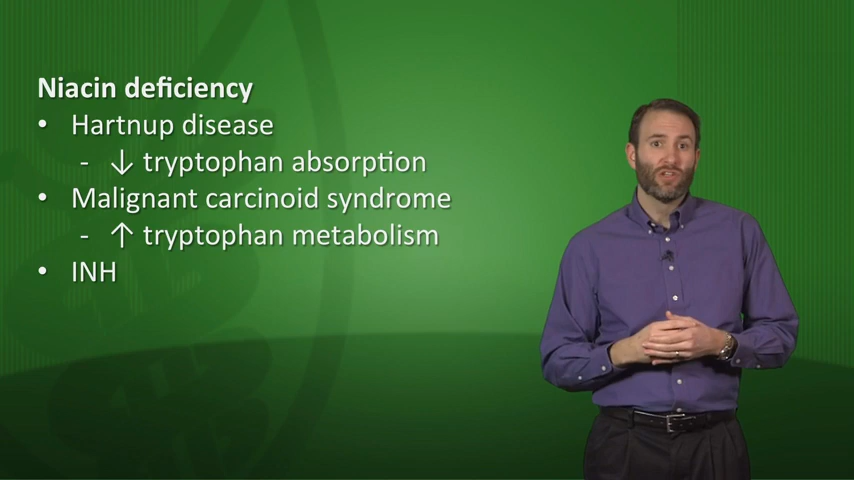 Niacin deficiency
• Hartnup disease
- ↓ tryptophan absorption
• Malignant carcinoid syndrome
- ↑ tryptophan metabolism
• INH